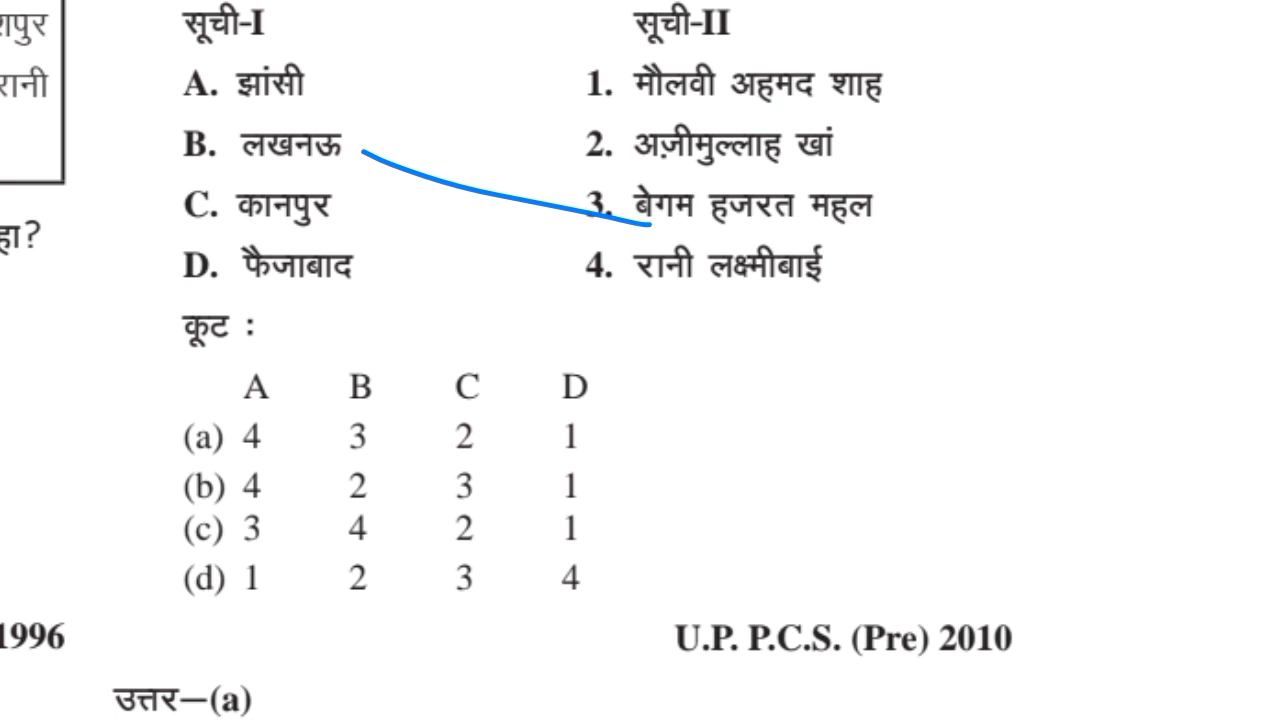 सूची-I सूची-II
A. झांसी 1. मौलवी अहमद शाह
B. लखनऊ 2. अज़ीमुल्लाह खां
C. कानपुर 3. बेगम हजरत महल
D. फैजाबाद 4. रानी लक्ष्मीबाई
कूट :
A B C D
(a) 4 3 2 1
(b) 4 2 3 1
(c) 3 4 2 1
(d) 1 2 3 4
1996 U.P. P.C.S. (Pre) 2010
उत्तर—(a)